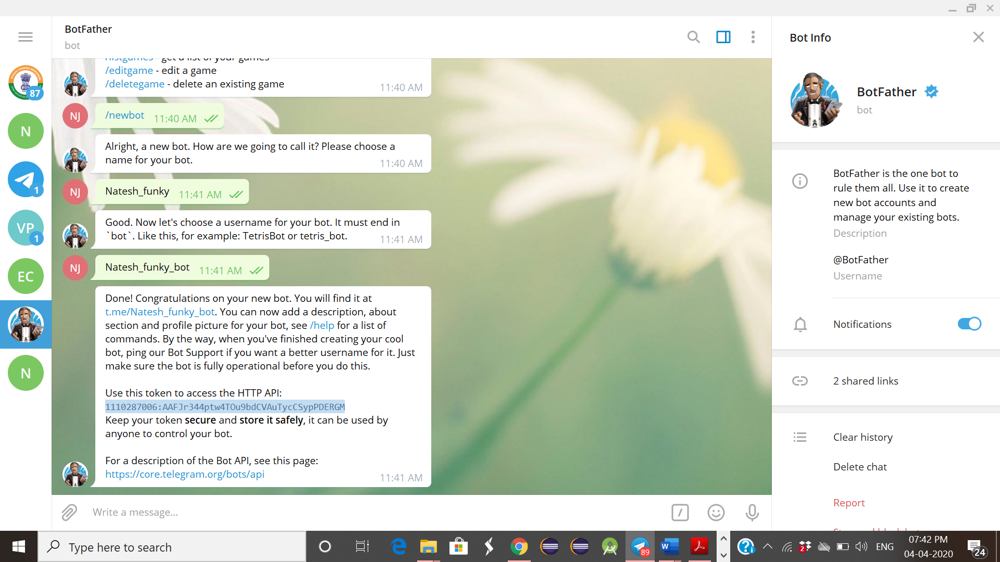 BotFather
bot
/editgame - edit a game
/deletegame - delete an existing game
11:40 AM
NJ
/newbot 11:40 AM
Alright, a new bot. How are we going to call it? Please choose a
name for your bot.
11:40 AM
NJ
Natesh_funky 11:41 AM
Good. Now let's choose a username for your bot. It must end in
`bot`. Like this, for example: TetrisBot or tetris_bot.
11:41 AM
NJ
Natesh_funky_bot 11:41 AM
Done! Congratulations on your new bot. You will find it at
t.me/Natesh_funky_bot. You can now add a description, about
section and profile picture for your bot, see /help for a list of
commands. By the way, when you've finished creating your cool
bot, ping our Bot Support if you want a better username for it. Just
make sure the bot is fully operational before you do this.
Use this token to access the HTTP API:
1110287006:AAFJr344ptw4TOu9bdCVAuTycCSypPDERGM
Keep your token secure and store it safely, it can be used by
anyone to control your bot.
For a description of the Bot API, see this page:
https://core.telegram.org/bots/api
11:41 AM
Write a message...
87
N
1
VP
1
EC
N
Bot Info
BotFather
bot
BotFather is the one bot to
rule them all. Use it to create
new bot accounts and
manage your existing bots.
Description
@BotFather
Username
Notifications
2 shared links
Clear history
Delete chat
Report
Type here to search
89
2
ENG
07:42 PM
04-04-2020
24